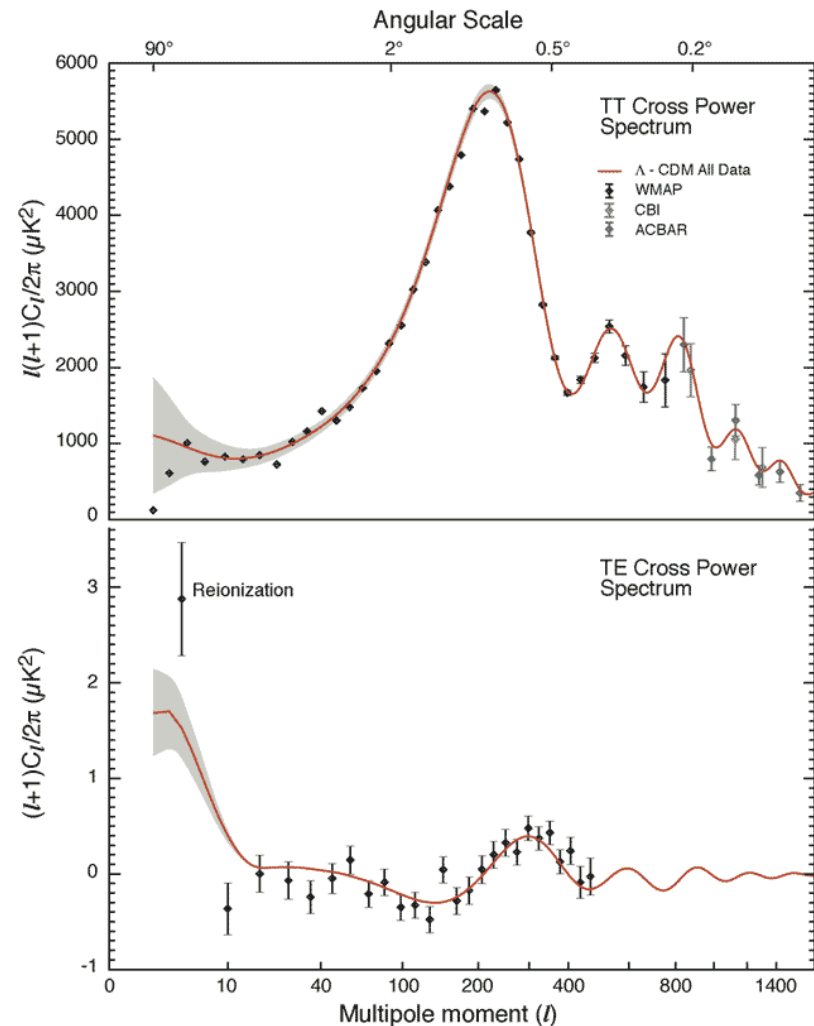 Angular Scale
90° 2° 0.5° 0.2°
6000
5000
4000
3000
2000
1000
0
l(l+1)Cl/2π (μK²)
TT Cross Power
Spectrum
Λ - CDM All Data
WMAP
CBI
ACBAR
3
2
1
0
-1
(l+1)Cl/2π (μK²)
Reionization
TE Cross Power
Spectrum
0 10 40 100 200 400 800 1400
Multipole moment (l)